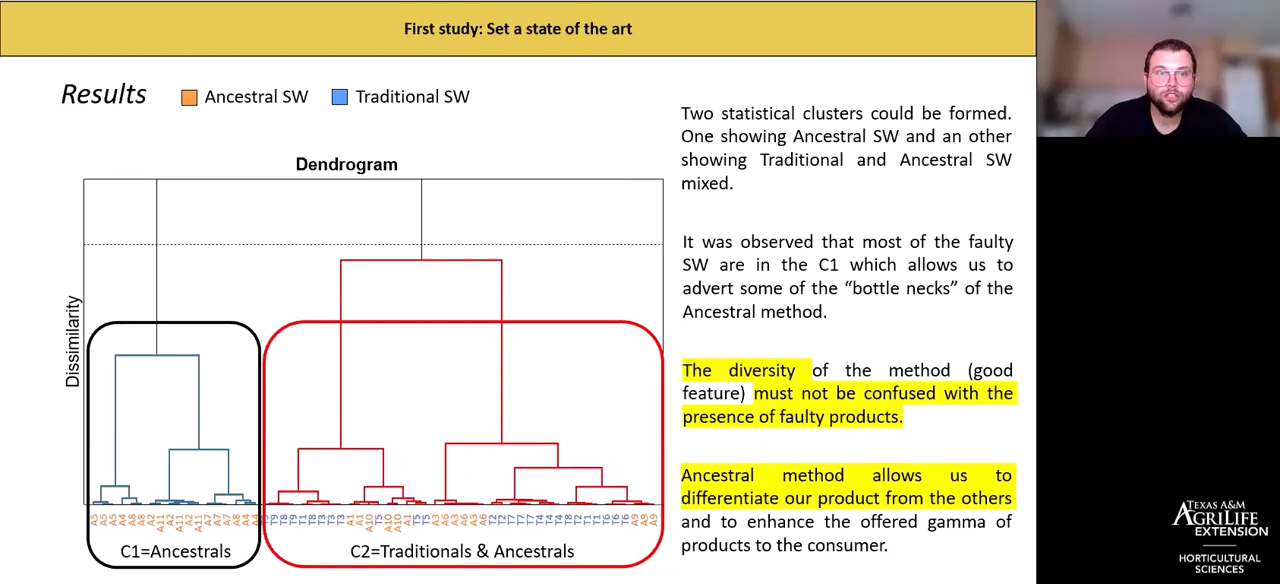 First study: Set a state of the art
Results
Ancestral SW
Traditional SW
Dendrogram
Dissimilarity
C1=Ancestrals
C2=Traditionals & Ancestrals
Two statistical clusters could be formed.
One showing Ancestral SW and an other
showing Traditional and Ancestral SW
mixed.
It was observed that most of the faulty
SW are in the C1 which allows us to
advert some of the “bottle necks” of the
Ancestral method.
The diversity of the method (good
feature) must not be confused with the
presence of faulty products.
Ancestral method allows us to
differentiate our product from the others
and to enhance the offered gamma of
products to the consumer.
TEXAS A&M
AGRILIFE
EXTENSION
HORTICULTURAL
SCIENCES